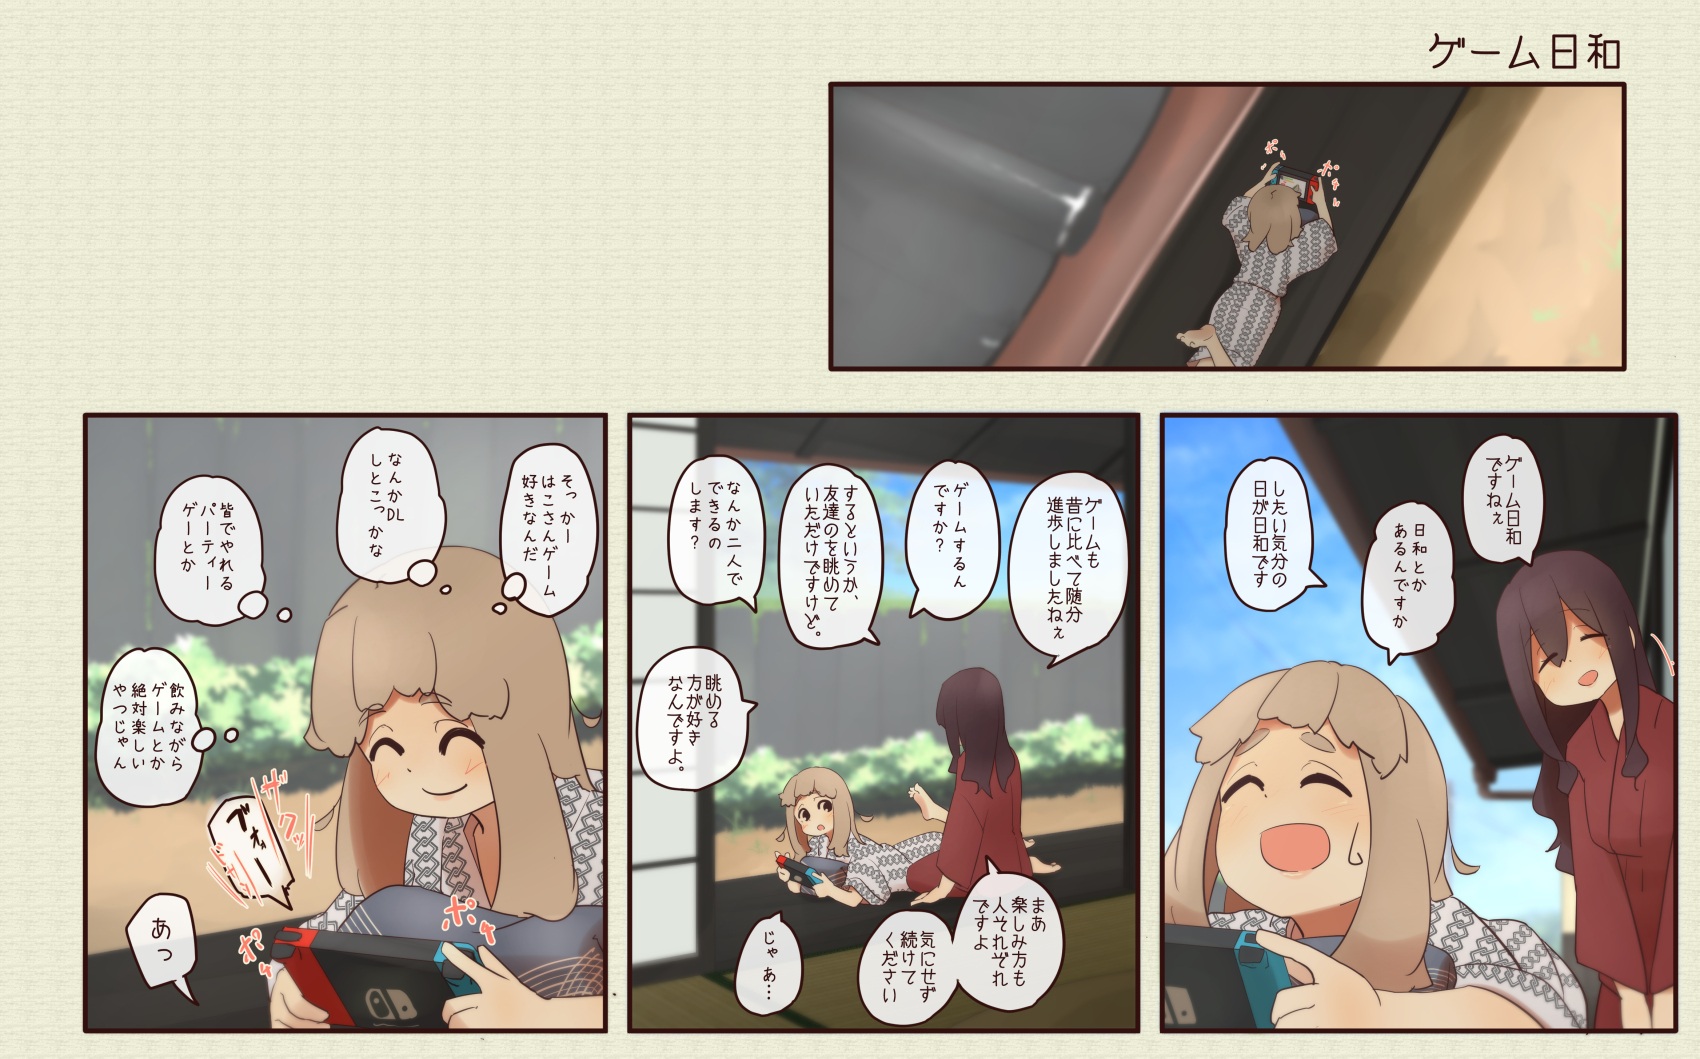 ゲーム日和
ポ
チ
ポ
チ
ゲーム日和
ですねぇ
日和とか
あるんですか
したい気分の
日が日和です
ゲームも
昔に比べて随分
進歩しましたねぇ
ゲームするん
ですか?
するというか、
友達のを眺めて
いただけですけど。
なんか二人で
できるの
します?
眺める
方が好き
なんですよ。
まあ
楽しみ方も
人それぞれ
ですよ
気にせず
続けて
ください
じゃあ…
そっかー
はこさんゲーム
好きなんだ
なんかDL
しとこっかな
皆でやれる
パーティー
ゲーとか
飲みながら
ゲームとか
絶対楽しい
やつじゃん
ザクッ
ブォォー
あっ
ポチ
ポチ